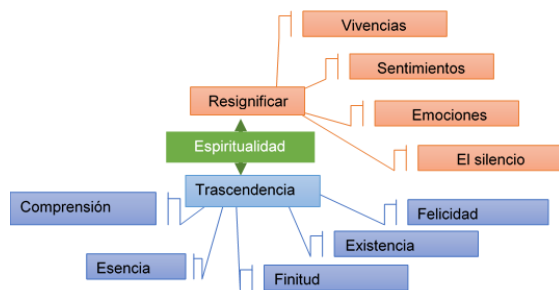 Vivencias
Sentimientos
Resignificar
Emociones
Espiritualidad
El silencio
Trascendencia
Comprensión
Felicidad
Existencia
Esencia
Finitud